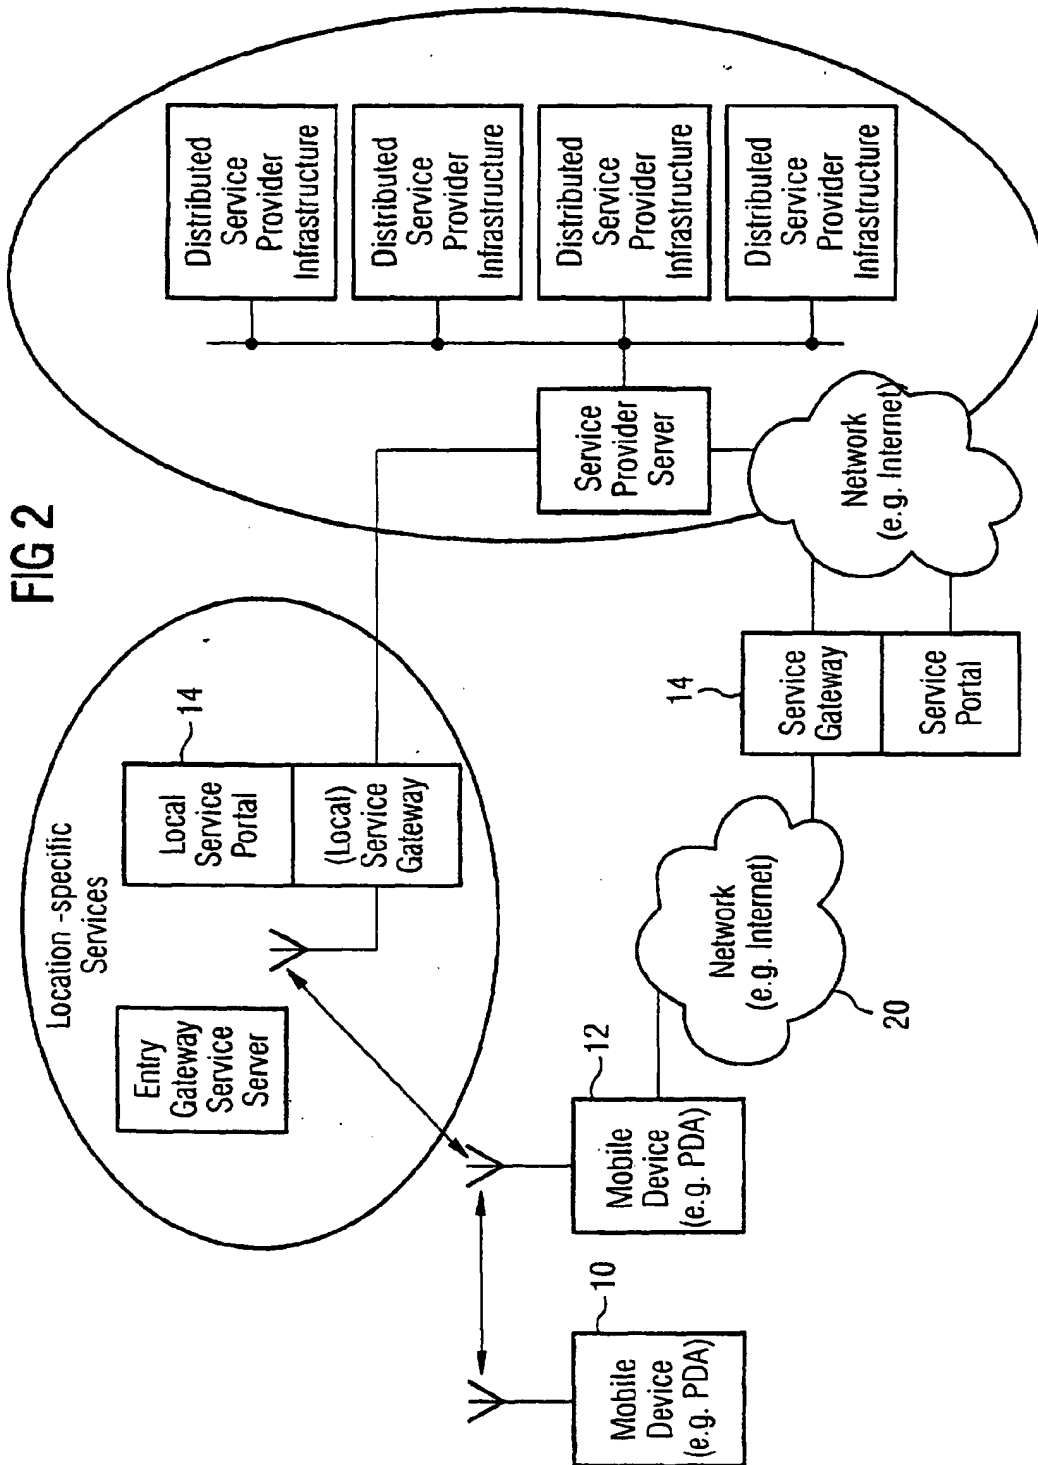 FIG 2
Location -specific
Services
Entry
Gateway
Service
Server
Local
Service
Portal
14
(Local)
Service
Gateway
Distributed
Service
Provider
Infrastructure
Distributed
Service
Provider
Infrastructure
Distributed
Service
Provider
Infrastructure
Distributed
Service
Provider
Infrastructure
Service
Provider
Server
Mobile
Device
(e.g. PDA)
10
Mobile
Device
(e.g. PDA)
12
Network
(e.g. Internet)
20
Service
Gateway
14
Service
Portal
Network
(e.g. Internet)